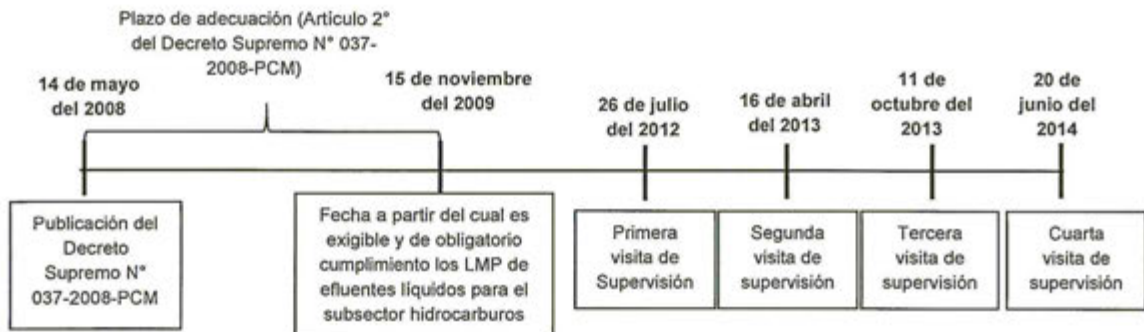 Plazo de adecuación (Articulo 2°
del Decreto Supremo N° 037-
2008-PCM)
14 de mayo
del 2008
15 de noviembre
del 2009
26 de julio
del 2012
16 de abril
del 2013
11 de
octubre del
2013
20 de
junio del
2014
Publicación del
Decreto
Supremo N°
037-2008-PCM
Fecha a partir del cual es
exigible y de obligatorio
cumplimiento los LMP de
efluentes líquidos para el
subsector hidrocarburos
Primera
visita de
Supervisión
Segunda
visita de
supervisión
Tercera
visita de
supervisión
Cuarta
visita de
supervisión